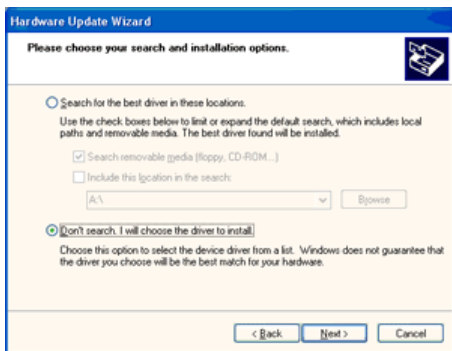 Hardware Update Wizard
Please choose your search and installation options.
Search for the best driver in these locations.
Use the check boxes below to limit or expand the default search, which includes local
paths and removable media. The best driver found will be installed.
Search removable media (floppy, CD-ROM...)
Include this location in the search:
A:\
Browse
Don't search. I will choose the driver to install.
Choose this option to select the device driver from a list. Windows does not guarantee that
the driver you choose will be the best match for your hardware.
< Back Next > Cancel